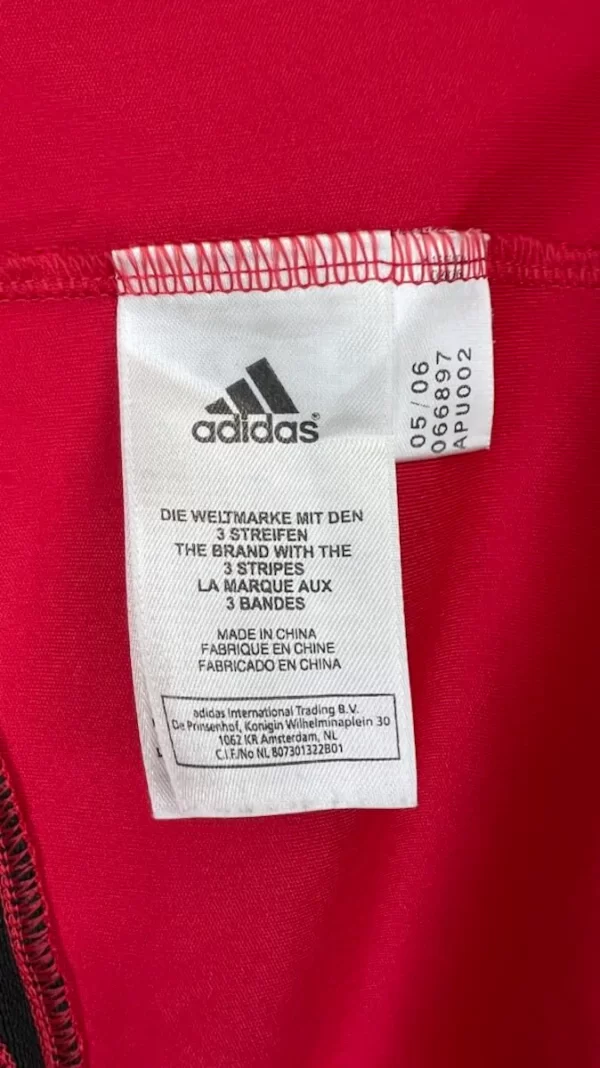 adidas®
DIE WELTMARKE MIT DEN
3 STREIFEN
THE BRAND WITH THE
3 STRIPES
LA MARQUE AUX
3 BANDES
MADE IN CHINA
FABRIQUE EN CHINE
FABRICADO EN CHINA
adidas International Trading B.V.
De Prinsenhof, Konigin Wilhelminaplein 30
1062 KR Amsterdam, NL
C.I.F./No NL 807301322B01
05/06
066897
APU002